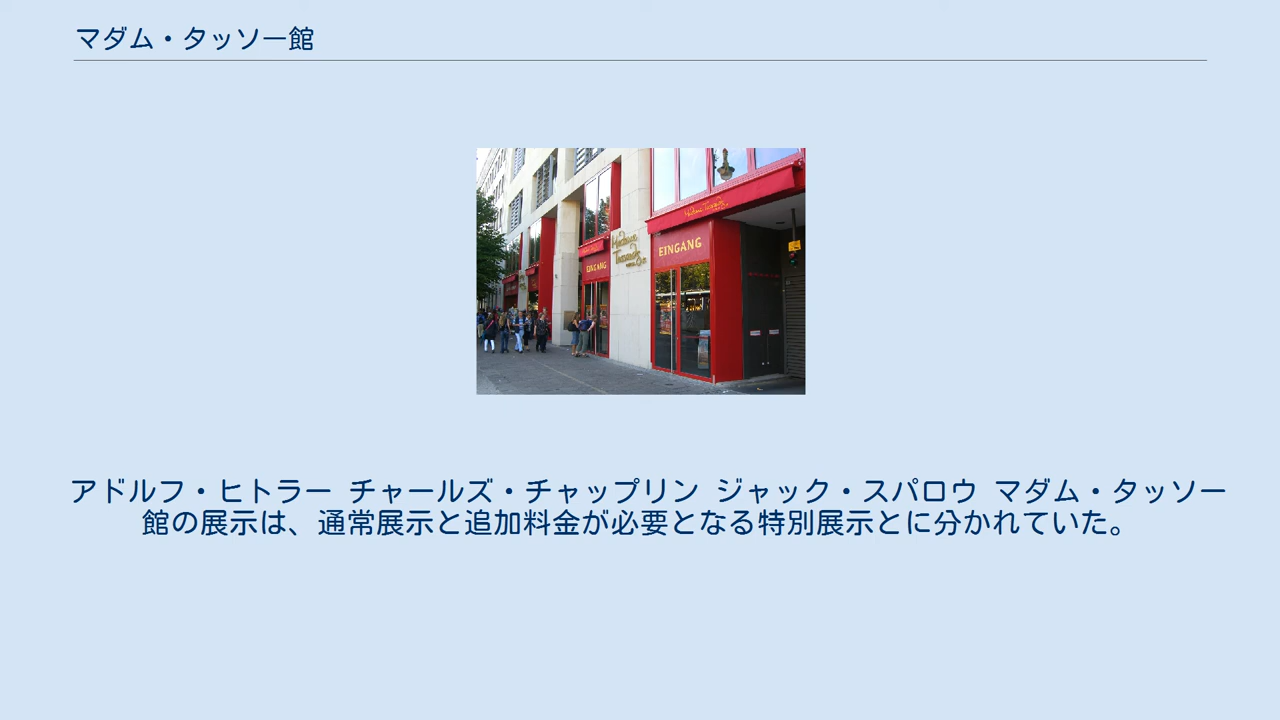 マダム・タッソー館
EINGANG
EINGANG
Madame Tussauds
アドルフ・ヒトラー チャールズ・チャップリン ジャック・スパロウ マダム・タッソー
館の展示は、通常展示と追加料金が必要となる特別展示とに分かれていた。